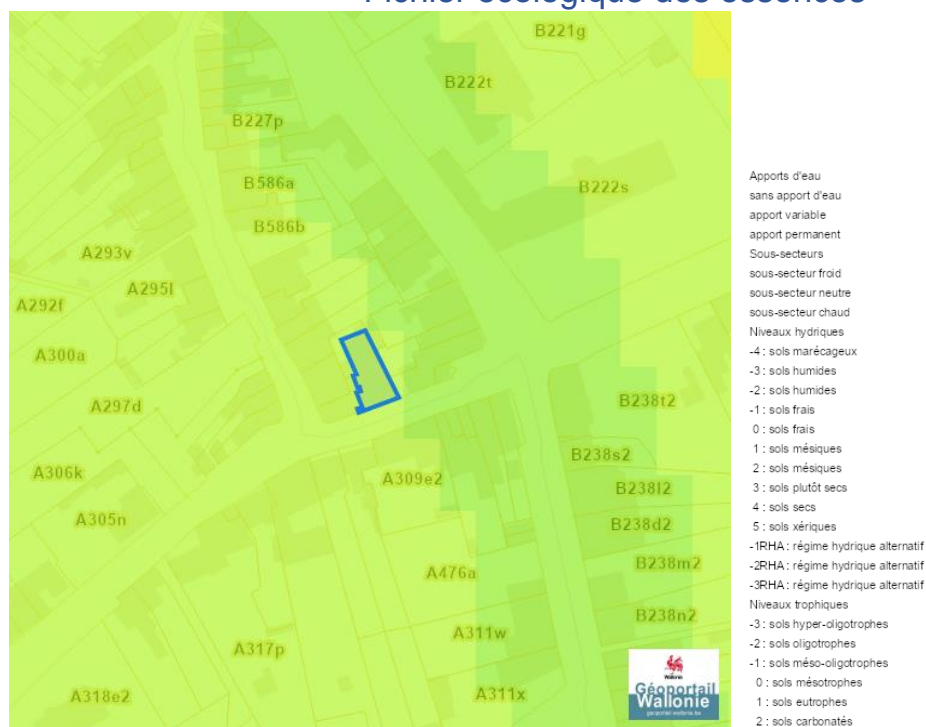 Fichier écologique des essences
B221g
B222t
B227p
B586a
B222s
B586b
A293v
A295l
A292f
A300a
A297d
B238t2
B238s2
A306k
A309e2
B238l2
A305n
B238d2
A476a
B238m2
B238n2
A311w
A317p
A318e2
A311x
Wallonie
Géoportail
Wallonie
geoportail.wallonie.be
Apports d'eau
sans apport d'eau
apport variable
apport permanent
Sous-secteurs
sous-secteur froid
sous-secteur neutre
sous-secteur chaud
Niveaux hydriques
-4 : sols marécageux
-3 : sols humides
-2 : sols humides
-1 : sols frais
0 : sols frais
1 : sols mésiques
2 : sols mésiques
3 : sols plutôt secs
4 : sols secs
5 : sols xériques
-1RHA : régime hydrique alternatif
-2RHA : régime hydrique alternatif
-3RHA : régime hydrique alternatif
Niveaux trophiques
-3 : sols hyper-oligotrophes
-2 : sols oligotrophes
-1 : sols méso-oligotrophes
0 : sols mésotrophes
1 : sols eutrophes
2 : sols carbonatés